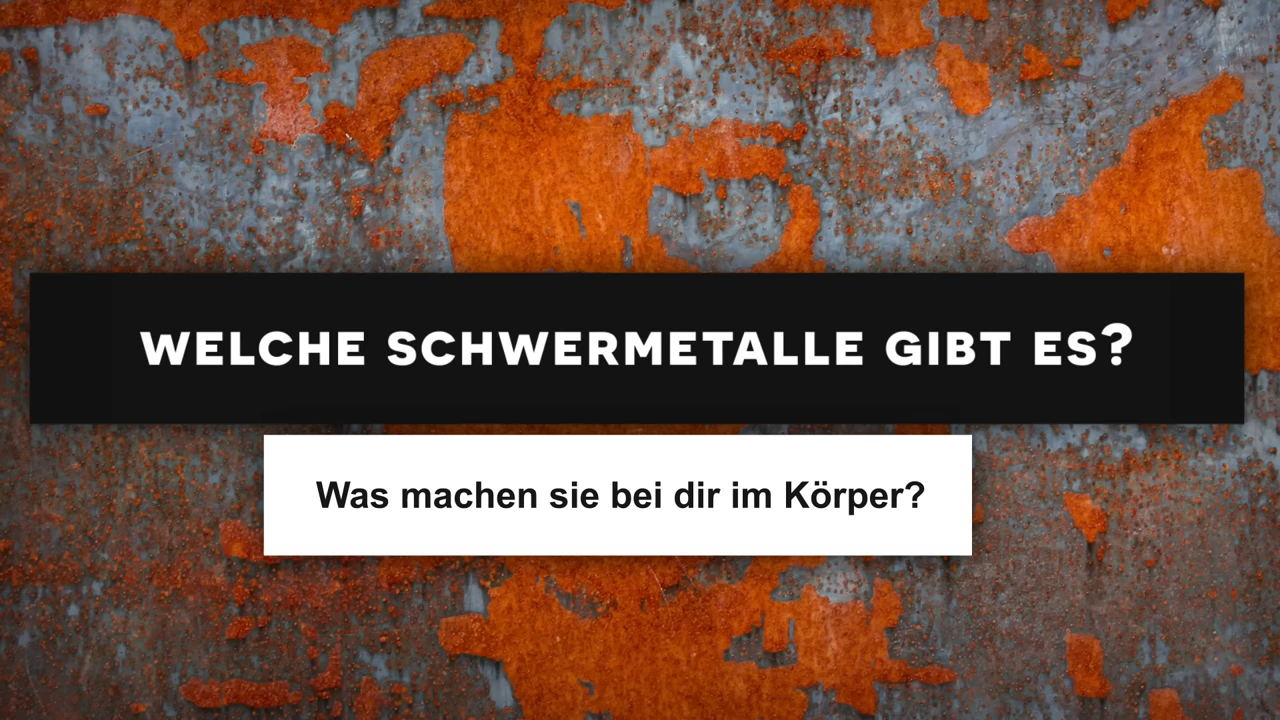 WELCHE SCHWERMETALLE GIBT ES?
Was machen sie bei dir im Körper?